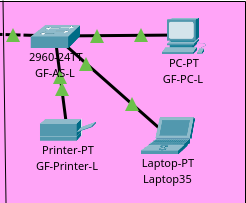 2960-24TT
GF-AS-L
PC-PT
GF-PC-L
Printer-PT
GF-Printer-L
Laptop-PT
Laptop35